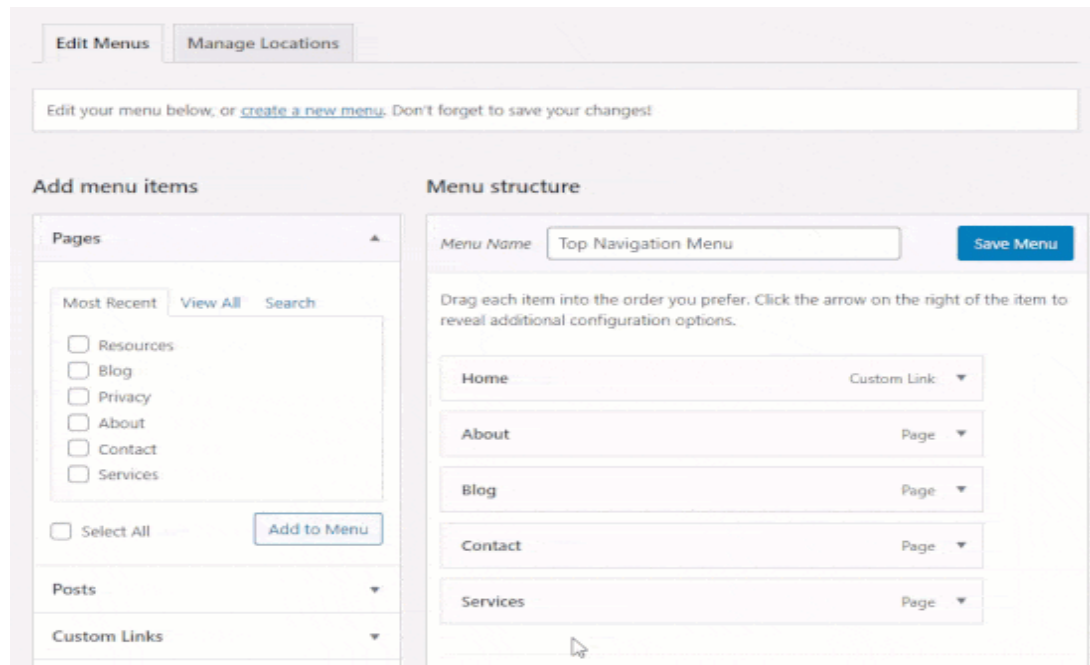 Edit Menus Manage Locations
Edit your menu below, or create a new menu. Don't forget to save your changes!
Add menu items
Pages
Most Recent View All Search
Resources
Blog
Privacy
About
Contact
Services
Select All Add to Menu
Posts
Custom Links
Menu structure
Menu Name Top Navigation Menu Save Menu
Drag each item into the order you prefer. Click the arrow on the right of the item to
reveal additional configuration options.
Home Custom Link
About Page
Blog Page
Contact Page
Services Page